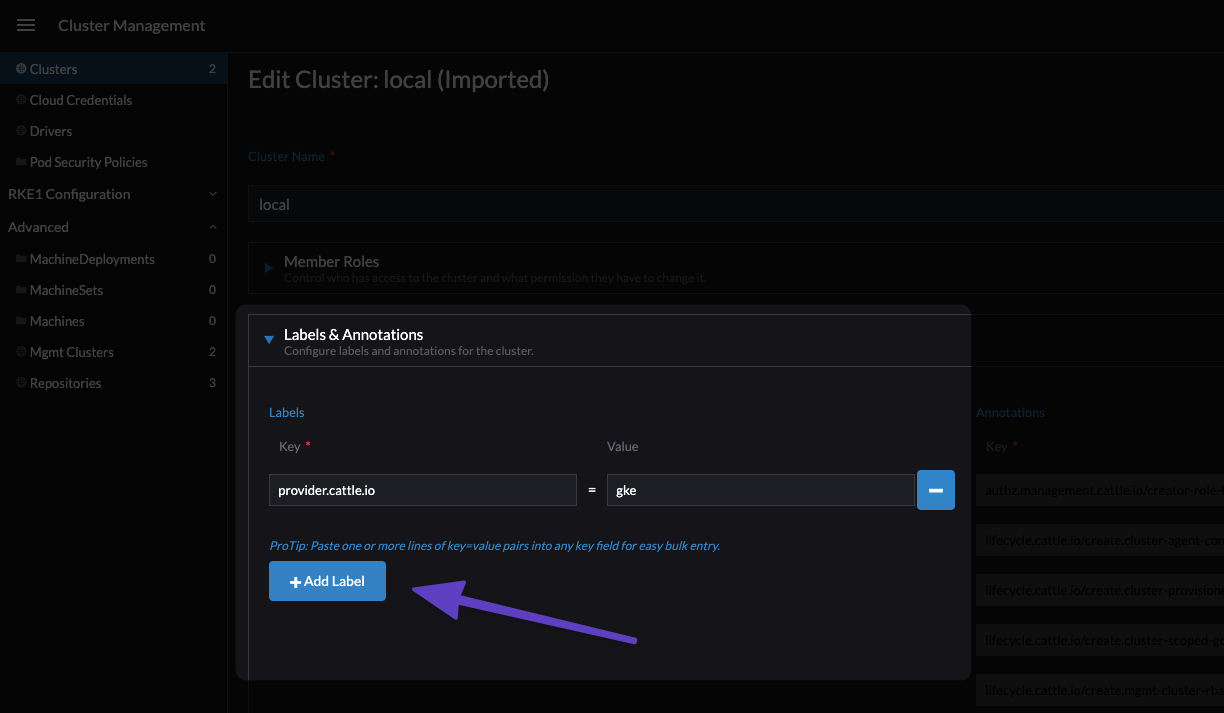 Cluster Management
Clusters 2
Cloud Credentials
Drivers
Pod Security Policies
RKE1 Configuration
Advanced
MachineDeployments 0
MachineSets 0
Machines 0
Mgmt Clusters 2
Repositories 3
Edit Cluster: local (Imported)
Cluster Name *
local
Member Roles
Control who has access to the cluster and what permission they have to change it.
Labels & Annotations
Configure labels and annotations for the cluster.
Labels
Key * Value
provider.cattle.io = gke
ProTip: Paste one or more lines of key=value pairs into any key field for easy bulk entry.
Add Label
Annotations
Key *
authz.management.cattle.io/creator-role-
lifecycle.cattle.io/create.cluster-agent-co
lifecycle.cattle.io/create.cluster-provision
lifecycle.cattle.io/create.cluster-scoped-g
lifecycle.cattle.io/create.mgmt-cluster-rb